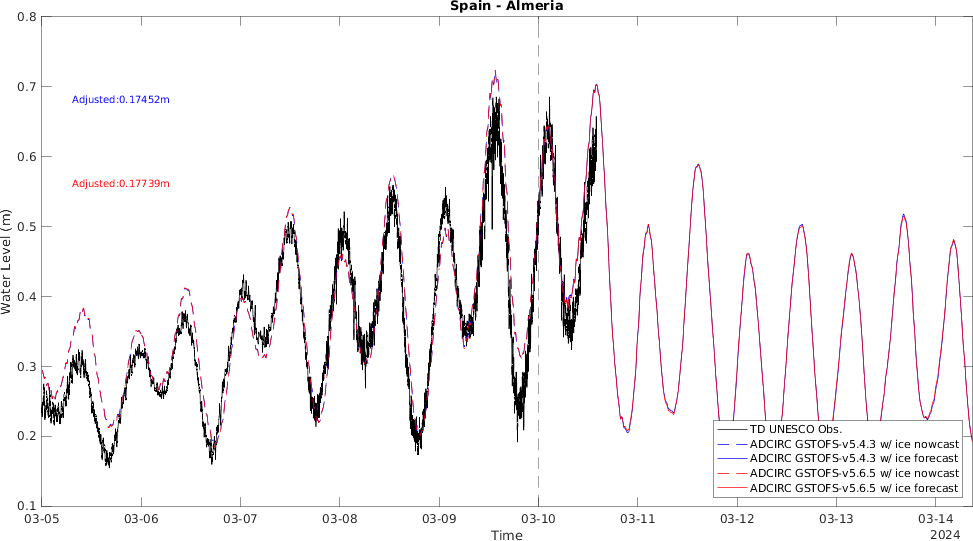 Spain - Almeria
0.8
0.7
0.6
0.5
0.4
0.3
0.2
0.1
Water Level (m)
Adjusted:0.17452m
Adjusted:0.17739m
TD UNESCO Obs.
ADCIRC GSTOFS-v5.4.3 w/ ice nowcast
ADCIRC GSTOFS-v5.4.3 w/ ice forecast
ADCIRC GSTOFS-v5.6.5 w/ ice nowcast
ADCIRC GSTOFS-v5.6.5 w/ ice forecast
03-05 03-06 03-07 03-08 03-09 03-10 03-11 03-12 03-13 03-14
Time
2024